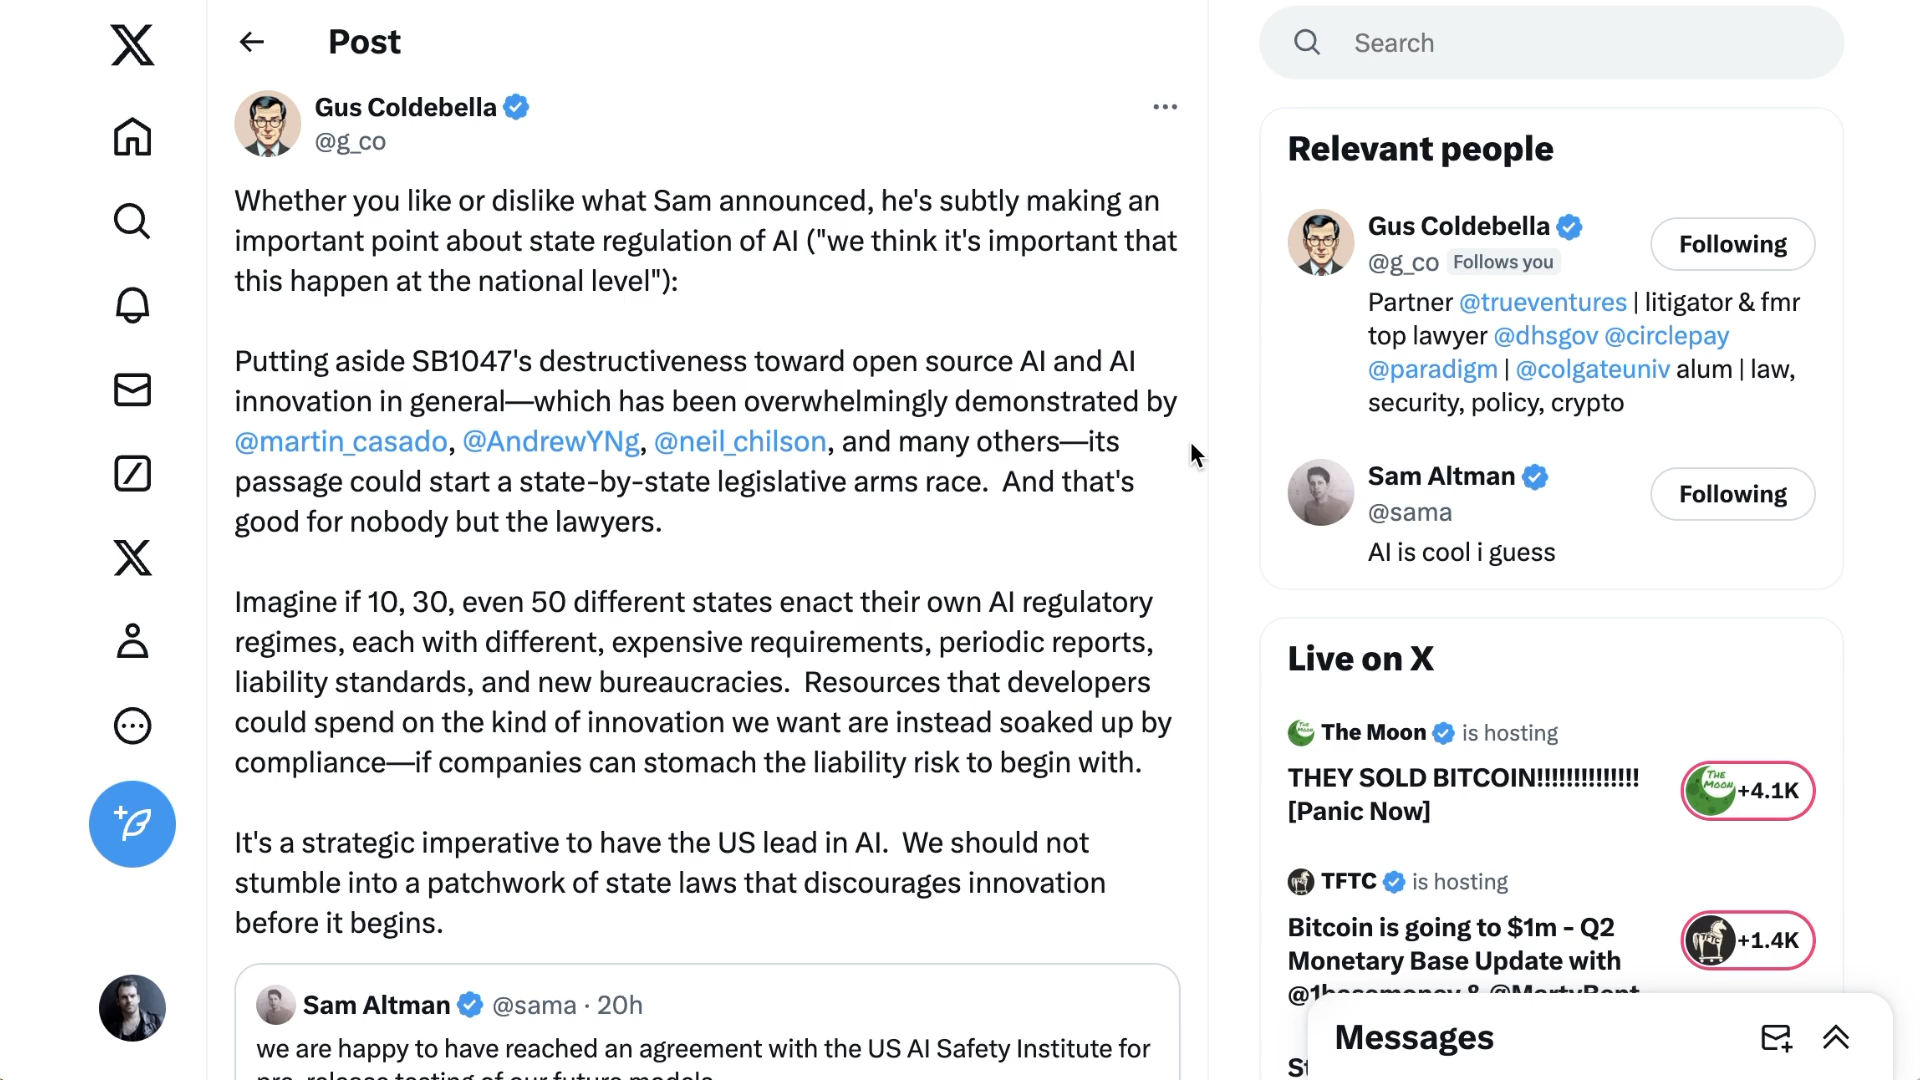 Post
Gus Coldebella
@g_co
Whether you like or dislike what Sam announced, he's subtly making an
important point about state regulation of AI ("we think it's important that
this happen at the national level"):
Putting aside SB1047's destructiveness toward open source AI and AI
innovation in general—which has been overwhelmingly demonstrated by
@martin_casado, @AndrewYNg, @neil_chilson, and many others—its
passage could start a state-by-state legislative arms race.  And that's
good for nobody but the lawyers.
Imagine if 10, 30, even 50 different states enact their own AI regulatory
regimes, each with different, expensive requirements, periodic reports,
liability standards, and new bureaucracies.  Resources that developers
could spend on the kind of innovation we want are instead soaked up by
compliance—if companies can stomach the liability risk to begin with.
It's a strategic imperative to have the US lead in AI.  We should not
stumble into a patchwork of state laws that discourages innovation
before it begins.
Sam Altman @sama · 20h
we are happy to have reached an agreement with the US AI Safety Institute for
pre-release testing of our future models
Search
Relevant people
Gus Coldebella
@g_co Follows you
Following
Partner @trueventures | litigator & fmr
top lawyer @dhsgov @circlepay
@paradigm | @colgateuniv alum | law,
security, policy, crypto
Sam Altman
@sama
Following
AI is cool i guess
Live on X
The Moon is hosting
THEY SOLD BITCOIN!!!!!!!!!!!!!!
[Panic Now]
THE MOON +4.1K
TFTC is hosting
Bitcoin is going to $1m - Q2
Monetary Base Update with
@1basemoney & @MartyBent
TFTC +1.4K
Messages